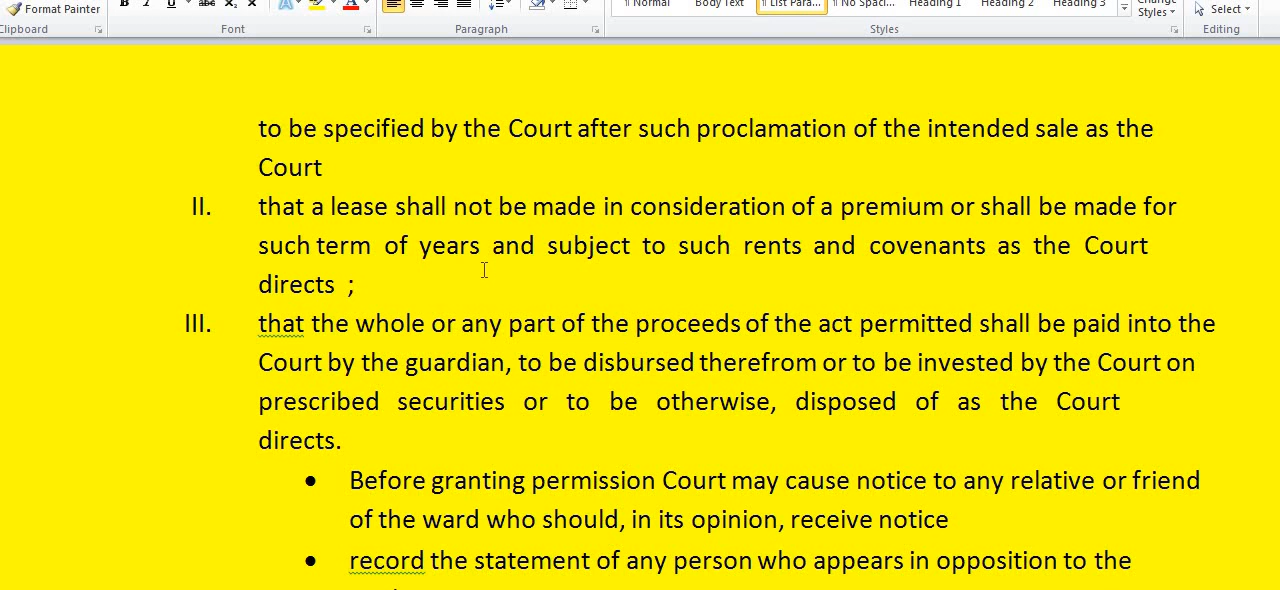 Format Painter
Clipboard
Font
Paragraph
¶ Normal Body Text ¶ List Para... ¶ No Spaci... Heading 1 Heading 2 Heading 3
Styles
Change
Styles
Select
Editing
to be specified by the Court after such proclamation of the intended sale as the
Court
II. that a lease shall not be made in consideration of a premium or shall be made for
such term of years and subject to such rents and covenants as the Court
directs ;
III. that the whole or any part of the proceeds of the act permitted shall be paid into the
Court by the guardian, to be disbursed therefrom or to be invested by the Court on
prescribed securities or to be otherwise, disposed of as the Court
directs.
• Before granting permission Court may cause notice to any relative or friend
of the ward who should, in its opinion, receive notice
• record the statement of any person who appears in opposition to the